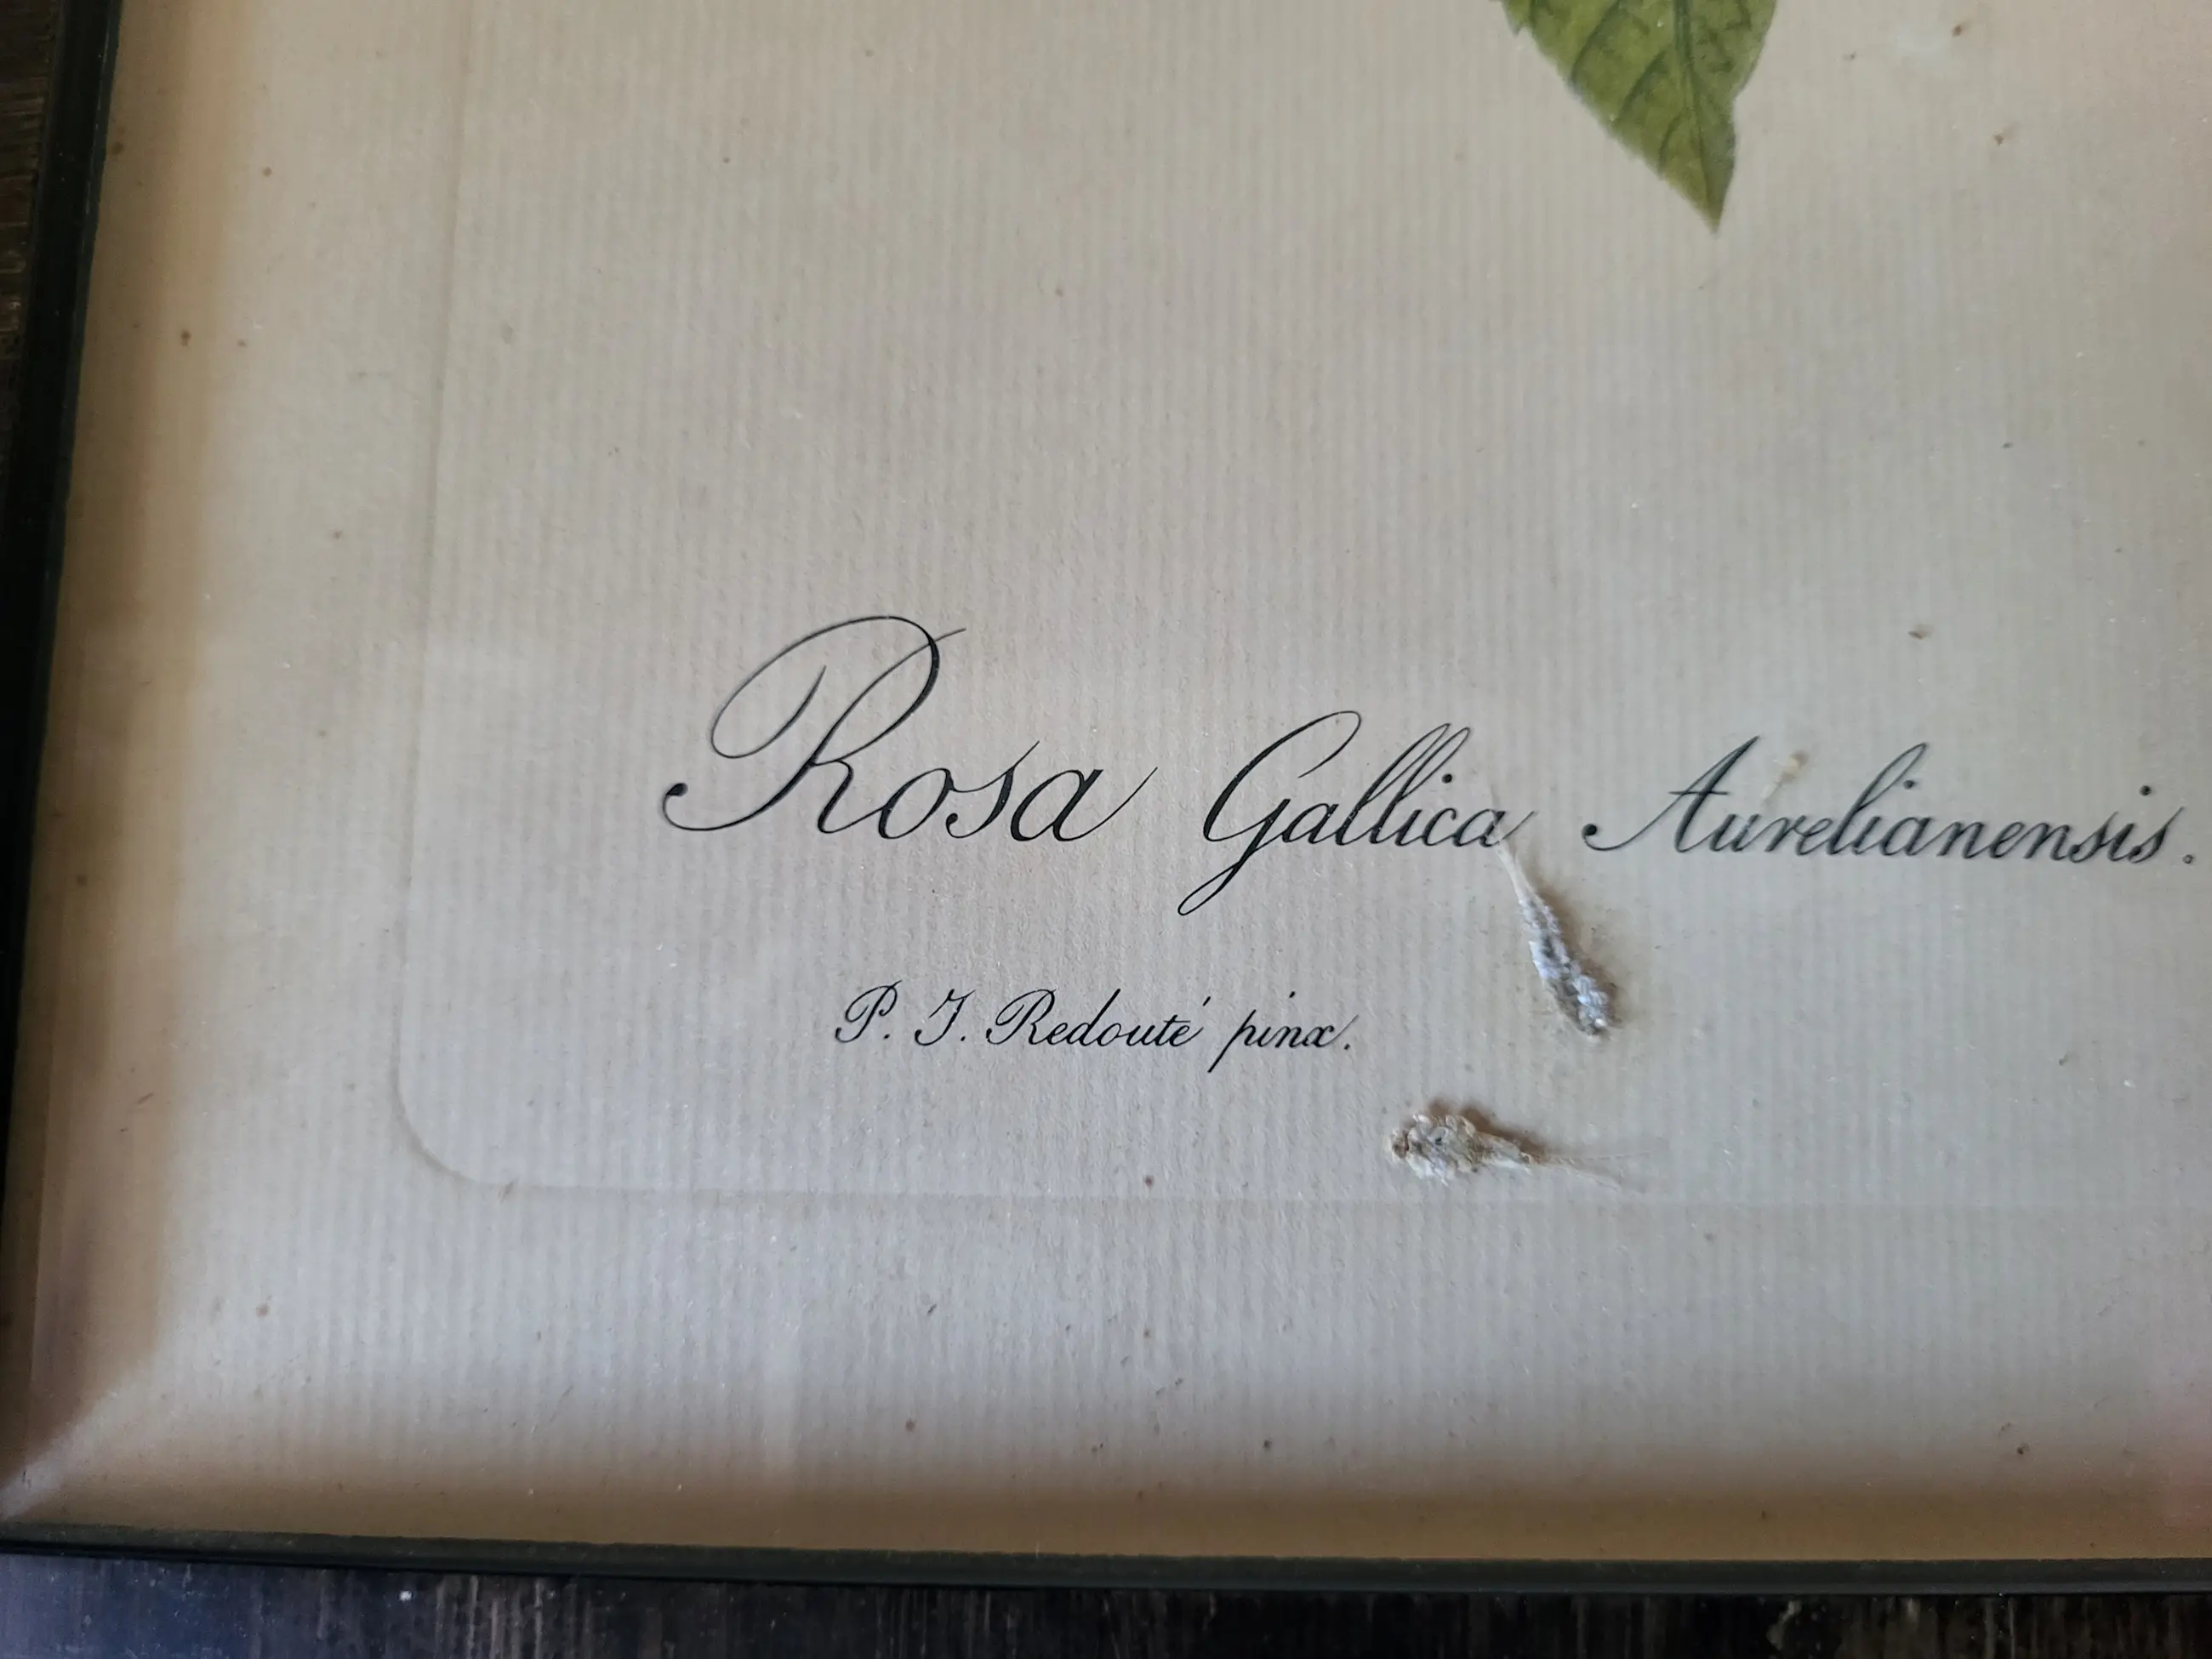 Rosa Gallica Aurelianensis.
P. J. Redouté pinx.